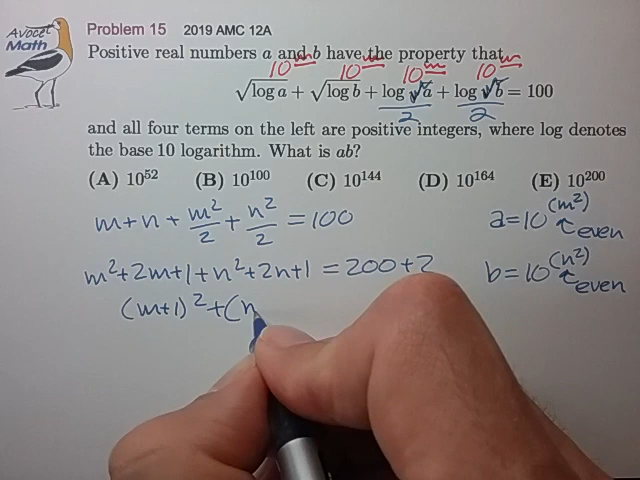 Avocet Math
Problem 15 2019 AMC 12A
Positive real numbers a and b have the property that
√log a + √log b + log √a + log √b = 100
10^m 10^m 10^m 10^m
2 2
and all four terms on the left are positive integers, where log denotes
the base 10 logarithm. What is ab?
(A) 10^52 (B) 10^100 (C) 10^144 (D) 10^164 (E) 10^200
m+n+m²/2+n²/2=100
a=10^(m²) even
m²+2m+1+n²+2n+1=200+2
b=10^(n²) even
(m+1)²+(n